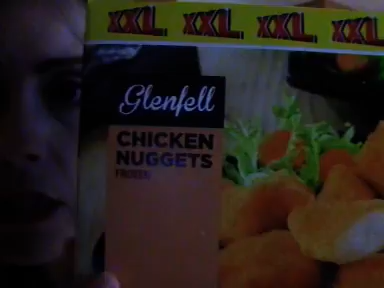 XXL XXL XXL XXL
Glenfell
CHICKEN
NUGGETS
FROZEN